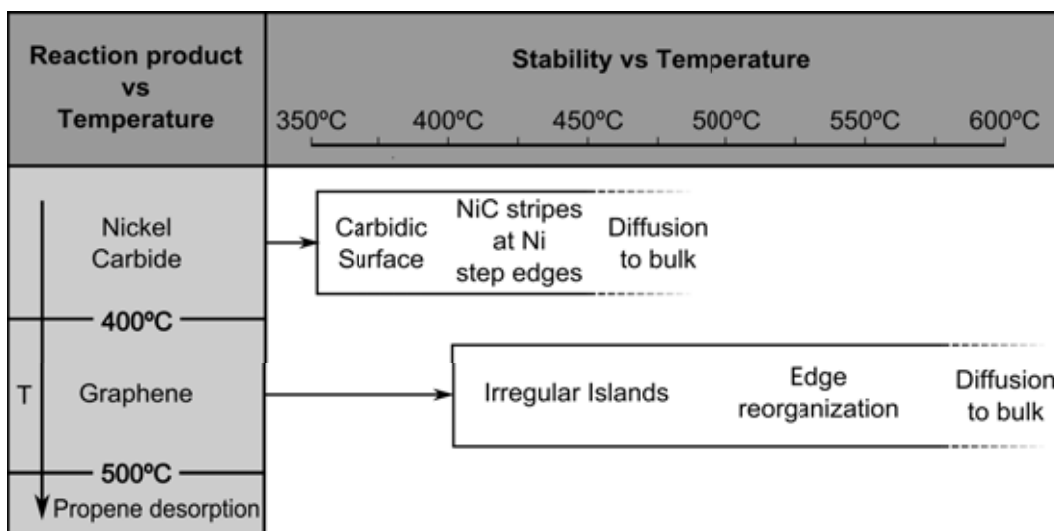 Reaction product
vs
Temperature
Stability vs Temperature
350ºC 400ºC 450ºC 500ºC 550ºC 600ºC
Nickel
Carbide
Carbidic
Surface
NiC stripes
at Ni
step edges
Diffusion
to bulk
400ºC
T
Graphene
Irregular Islands
Edge
reorganization
Diffusion
to bulk
500ºC
Propene desorption